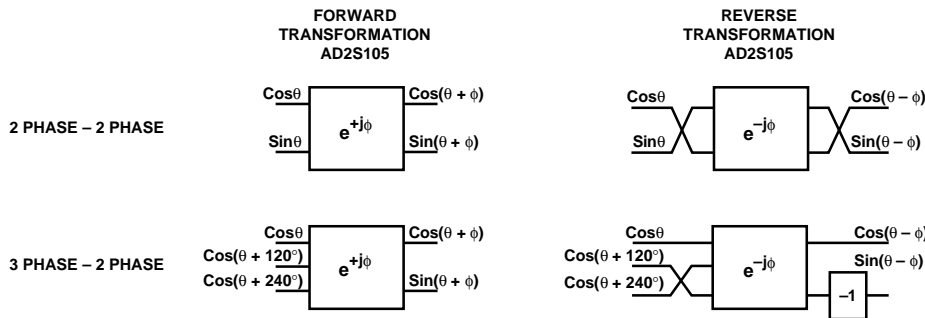 FORWARD
TRANSFORMATION
AD2S105
REVERSE
TRANSFORMATION
AD2S105
2 PHASE – 2 PHASE
Cosθ
Sinθ
e+jϕ
Cos(θ + ϕ)
Sin(θ + ϕ)
Cosθ
Sinθ
e–jϕ
Cos(θ – ϕ)
Sin(θ – ϕ)
3 PHASE – 2 PHASE
Cosθ
Cos(θ + 120°)
Cos(θ + 240°)
e+jϕ
Cos(θ + ϕ)
Sin(θ + ϕ)
Cosθ
Cos(θ + 120°)
Cos(θ + 240°)
e–jϕ
Cos(θ – ϕ)
Sin(θ – ϕ)
–1